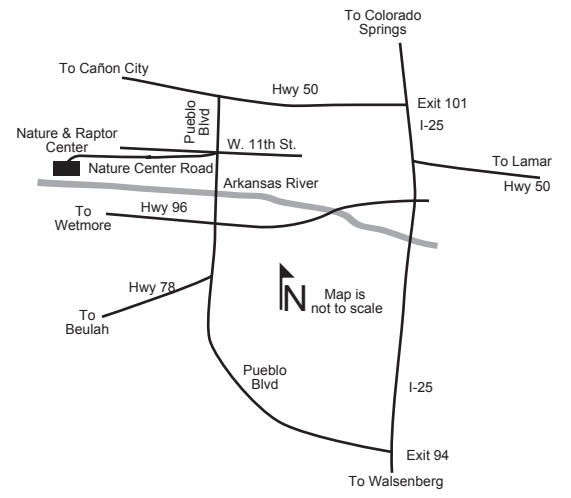 To Colorado
Springs
To Cañon City
Hwy 50
Exit 101
I-25
Pueblo
Blvd
Nature & Raptor
Center
W. 11th St.
Nature Center Road
To Lamar
Hwy 50
Arkansas River
To
Wetmore
Hwy 96
Hwy 78
To
Beulah
N
Map is
not to scale
Pueblo
Blvd
I-25
Exit 94
To Walsenberg